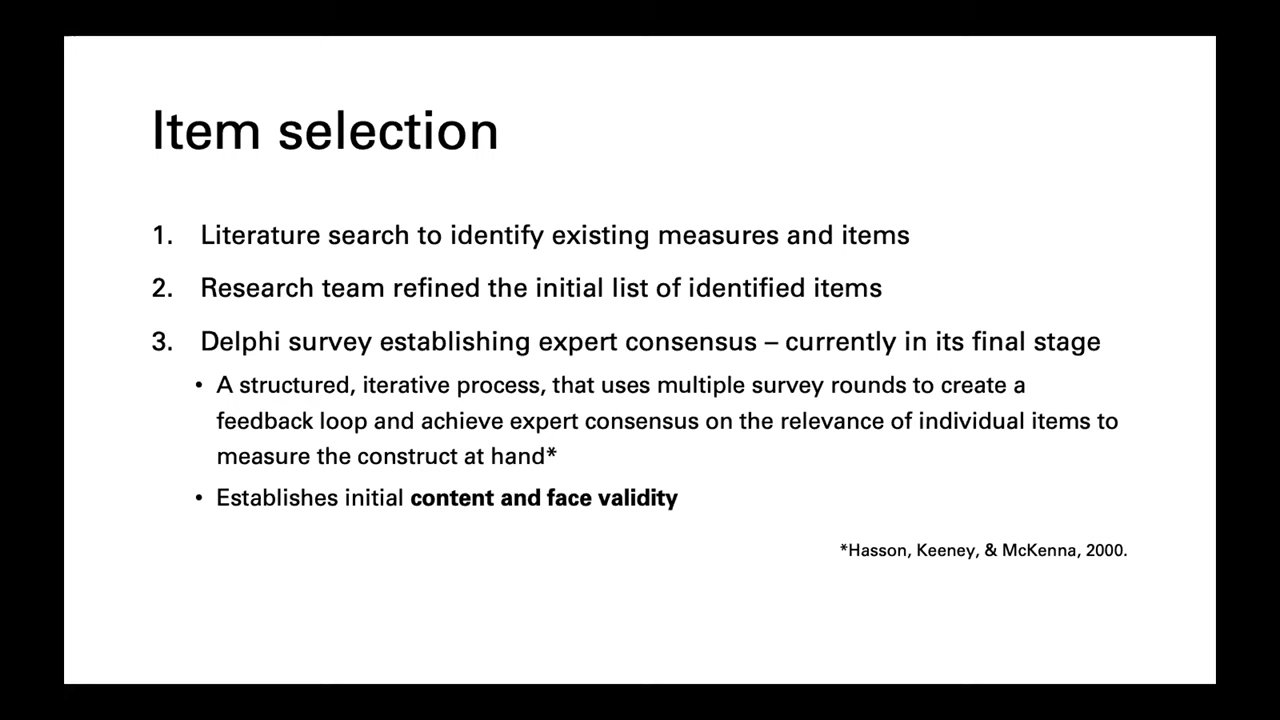 Item selection
1. Literature search to identify existing measures and items
2. Research team refined the initial list of identified items
3. Delphi survey establishing expert consensus – currently in its final stage
• A structured, iterative process, that uses multiple survey rounds to create a
feedback loop and achieve expert consensus on the relevance of individual items to
measure the construct at hand*
• Establishes initial content and face validity
*Hasson, Keeney, & McKenna, 2000.